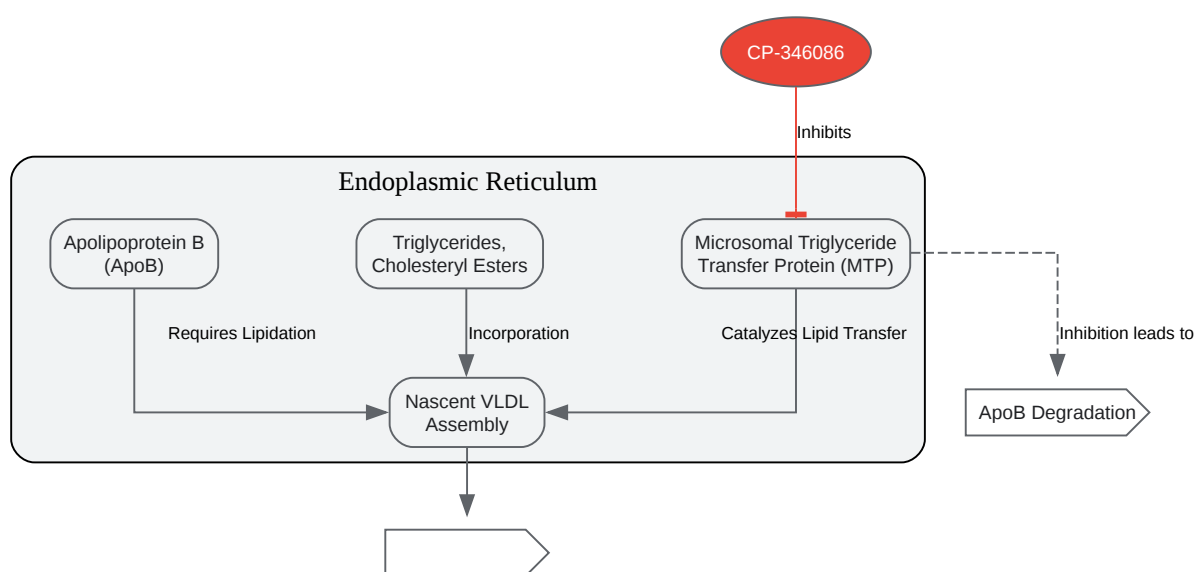 CP-346086
Inhibits
Endoplasmic Reticulum
Apolipoprotein B
(ApoB)
Triglycerides,
Cholesteryl Esters
Microsomal Triglyceride
Transfer Protein (MTP)
Requires Lipidation
Incorporation
Catalyzes Lipid Transfer
Inhibition leads to
Nascent VLDL
Assembly
ApoB Degradation